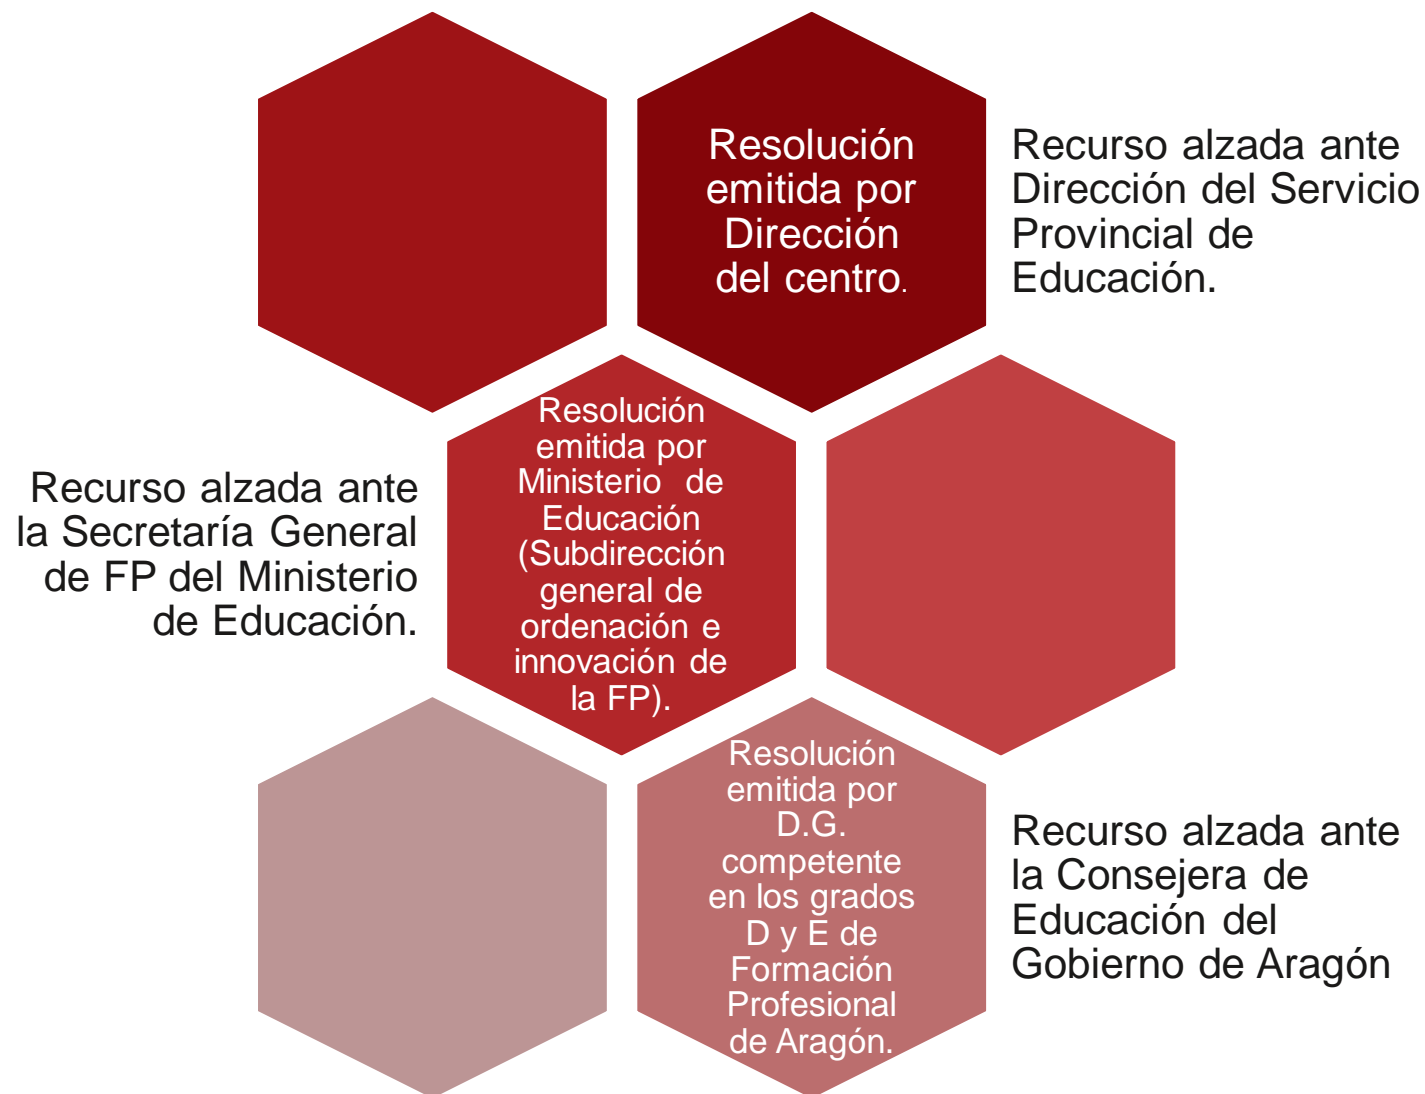 Resolución
emitida por
Dirección
del centro.
Recurso alzada ante
Dirección del Servicio
Provincial de
Educación.
Recurso alzada ante
la Secretaría General
de FP del Ministerio
de Educación.
Resolución
emitida por
Ministerio de
Educación
(Subdirección
general de
ordenación e
innovación de
la FP).
Resolución
emitida por
D.G.
competente
en los grados
D y E de
Formación
Profesional
de Aragón.
Recurso alzada ante
la Consejera de
Educación del
Gobierno de Aragón